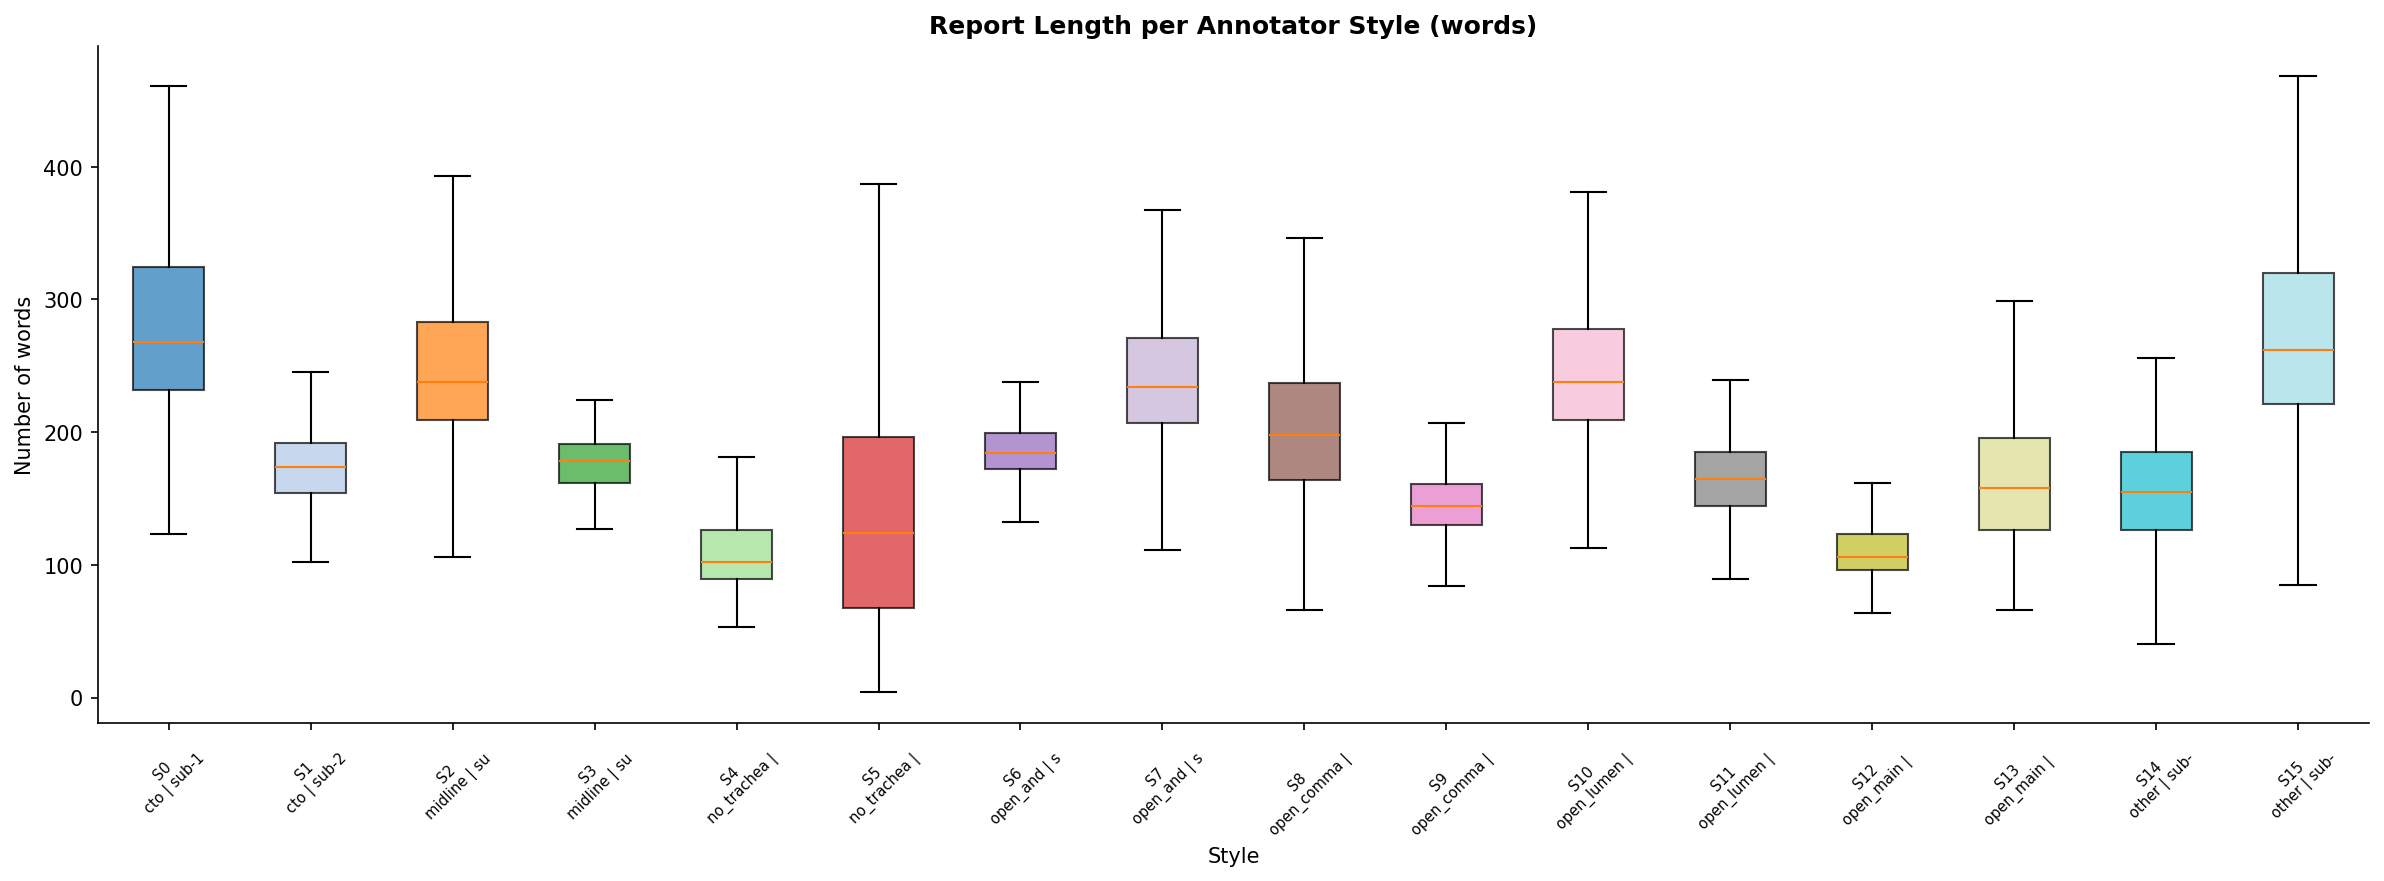 Report Length per Annotator Style (words)
Number of words
400
300
200
100
0
S0
cto | sub-1
S1
cto | sub-2
S2
midline | su
S3
midline | su
S4
no_trachea |
S5
no_trachea |
S6
open_and | s
S7
open_and | s
S8
open_comma |
S9
open_comma |
S10
open_lumen |
S11
open_lumen |
S12
open_main |
S13
open_main |
S14
other | sub-
S15
other | sub-
Style